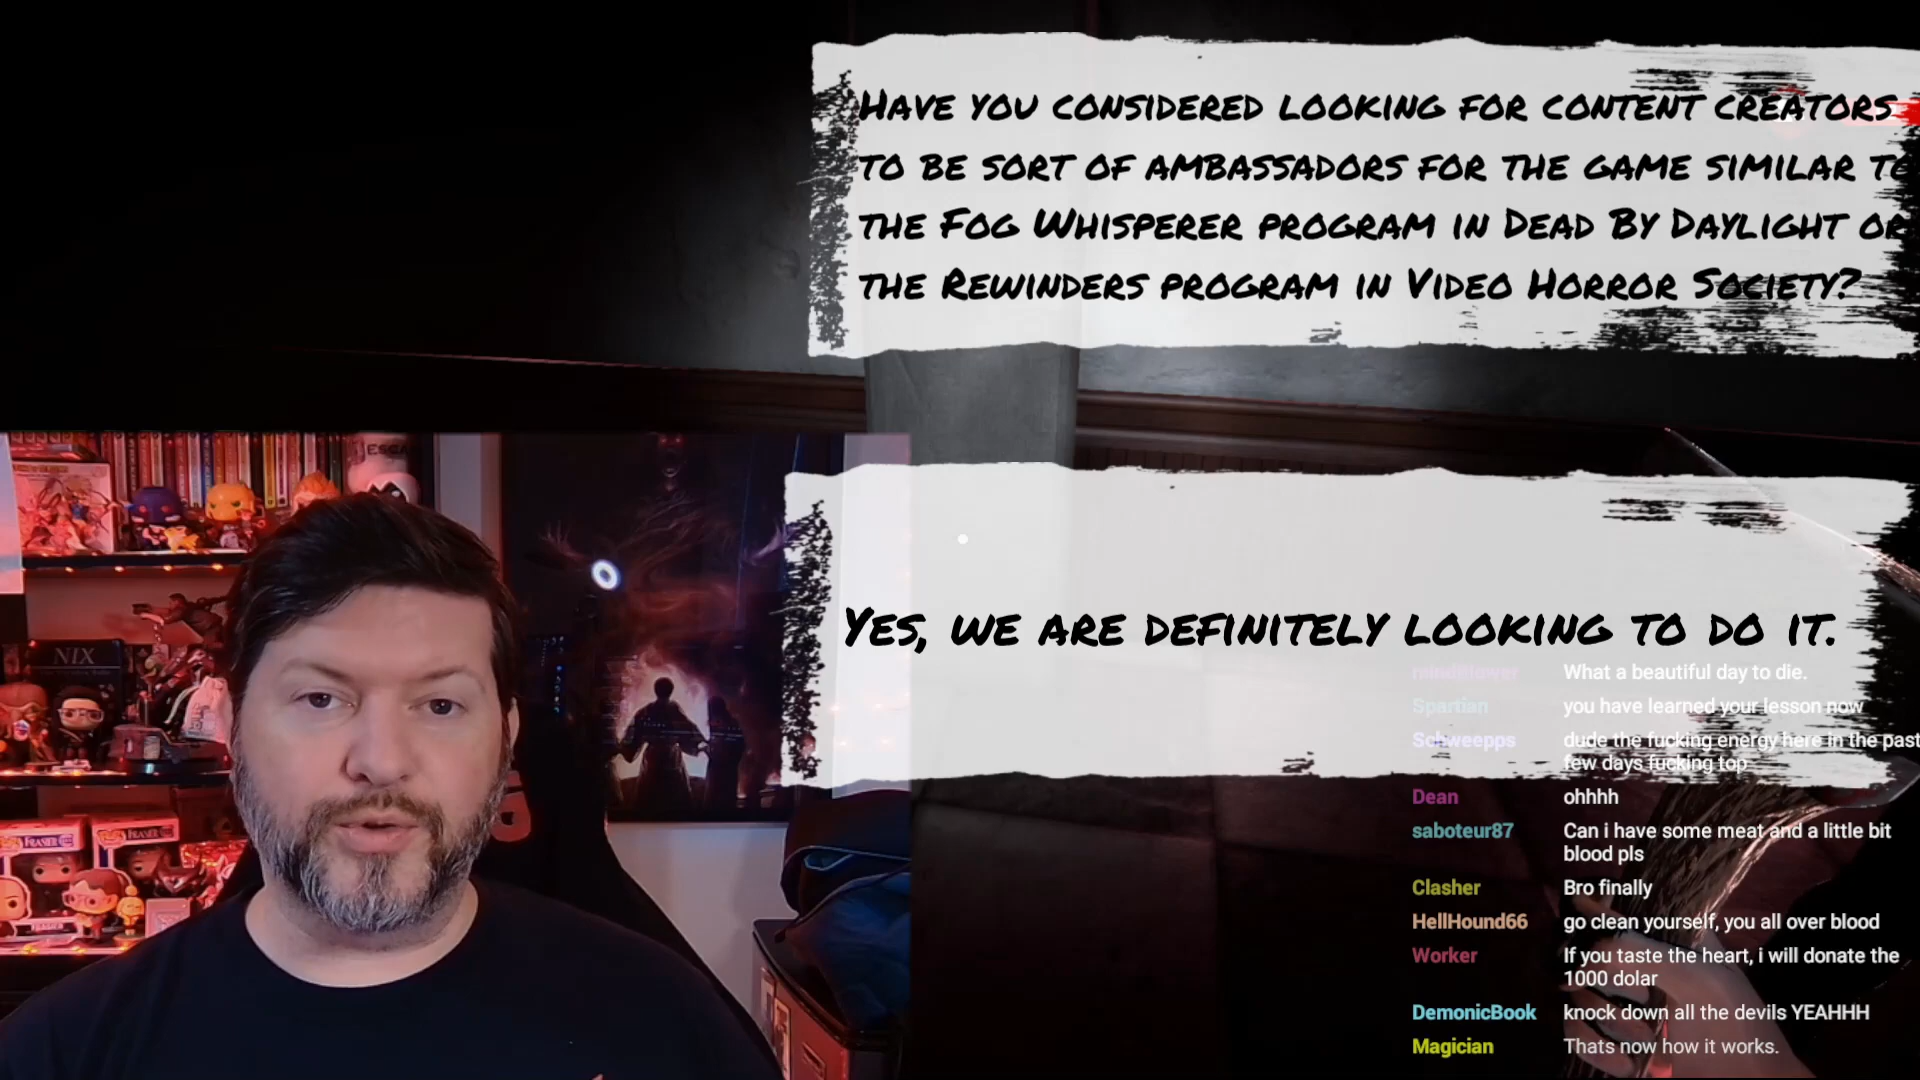 HAVE YOU CONSIDERED LOOKING FOR CONTENT CREATORS
TO BE SORT OF AMBASSADORS FOR THE GAME SIMILAR TO
THE FOG WHISPERER PROGRAM IN DEAD BY DAYLIGHT OR
THE REWINDERS PROGRAM IN VIDEO HORROR SOCIETY?
ESCA
NIX
YES, WE ARE DEFINITELY LOOKING TO DO IT.
What a beautiful day to die.
Spartian you have learned your lesson now
Schweepps dude the fucking energy here in the past
few days fucking top
Dean ohhhh
saboteur87 Can i have some meat and a little bit
blood pls
Clasher Bro finally
HellHound66 go clean yourself, you all over blood
Worker If you taste the heart, i will donate the
1000 dolar
DemonicBook knock down all the devils YEAHHH
Magician Thats now how it works.
FRASIER
FRASIER
FRASIER